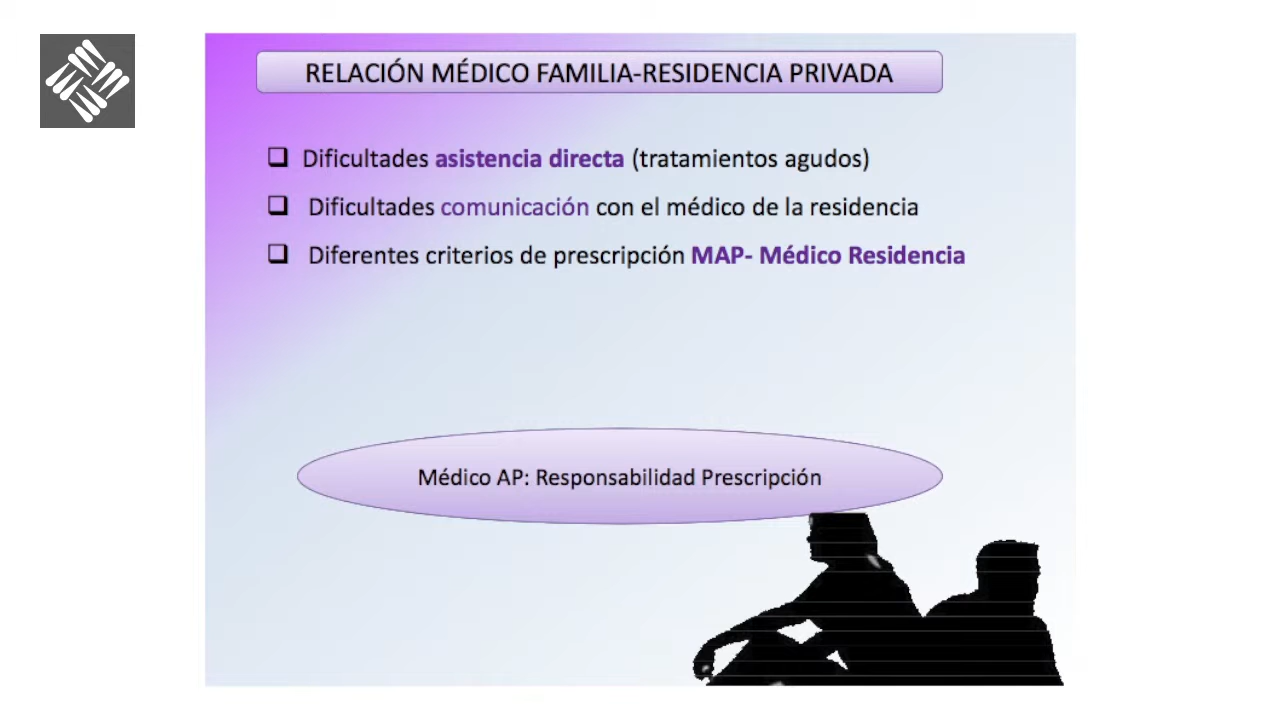 RELACIÓN MÉDICO FAMILIA-RESIDENCIA PRIVADA
❑ Dificultades asistencia directa (tratamientos agudos)
❑ Dificultades comunicación con el médico de la residencia
❑ Diferentes criterios de prescripción MAP- Médico Residencia
Médico AP: Responsabilidad Prescripción